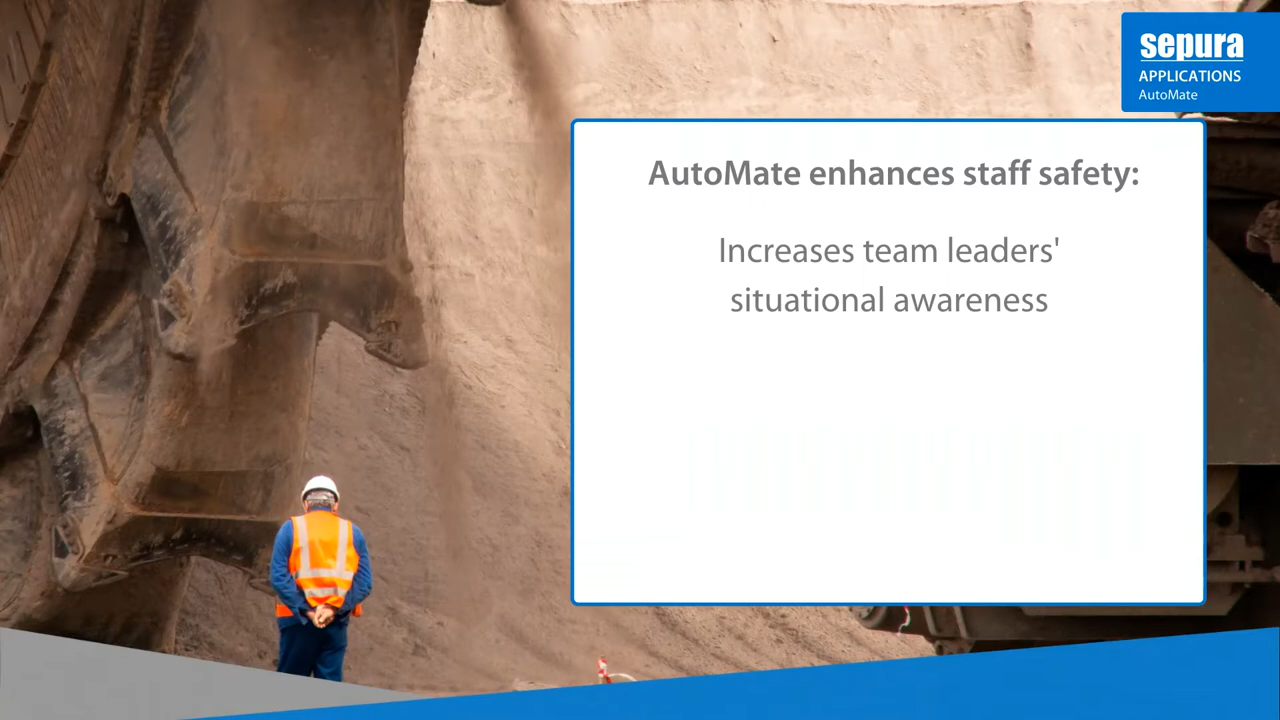 sepura
APPLICATIONS
AutoMate
AutoMate enhances staff safety:
Increases team leaders'
situational awareness